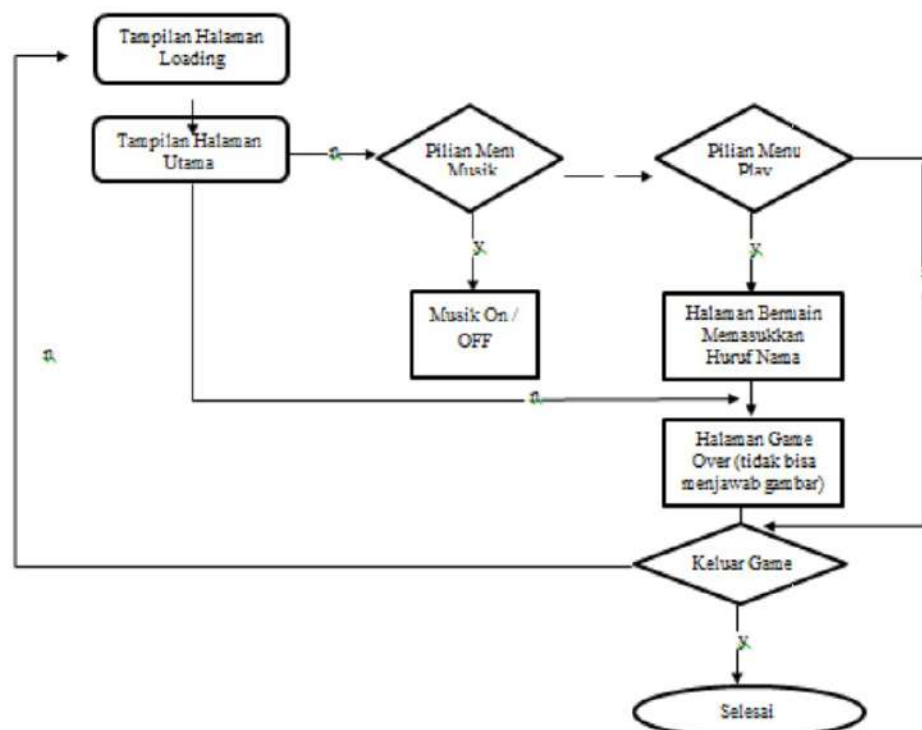 Tampilan Halaman
Loading
Tampilan Halaman
Utama
n
Pilian Mem
Musik
Pilian Menu
Play
y
y
Musik On /
OFF
Halaman Bermain
Memasukkan
Huruf Nama
n
n
Halaman Game
Over (tidak bisa
menjawab gambar)
Keluar Game
y
Selesai